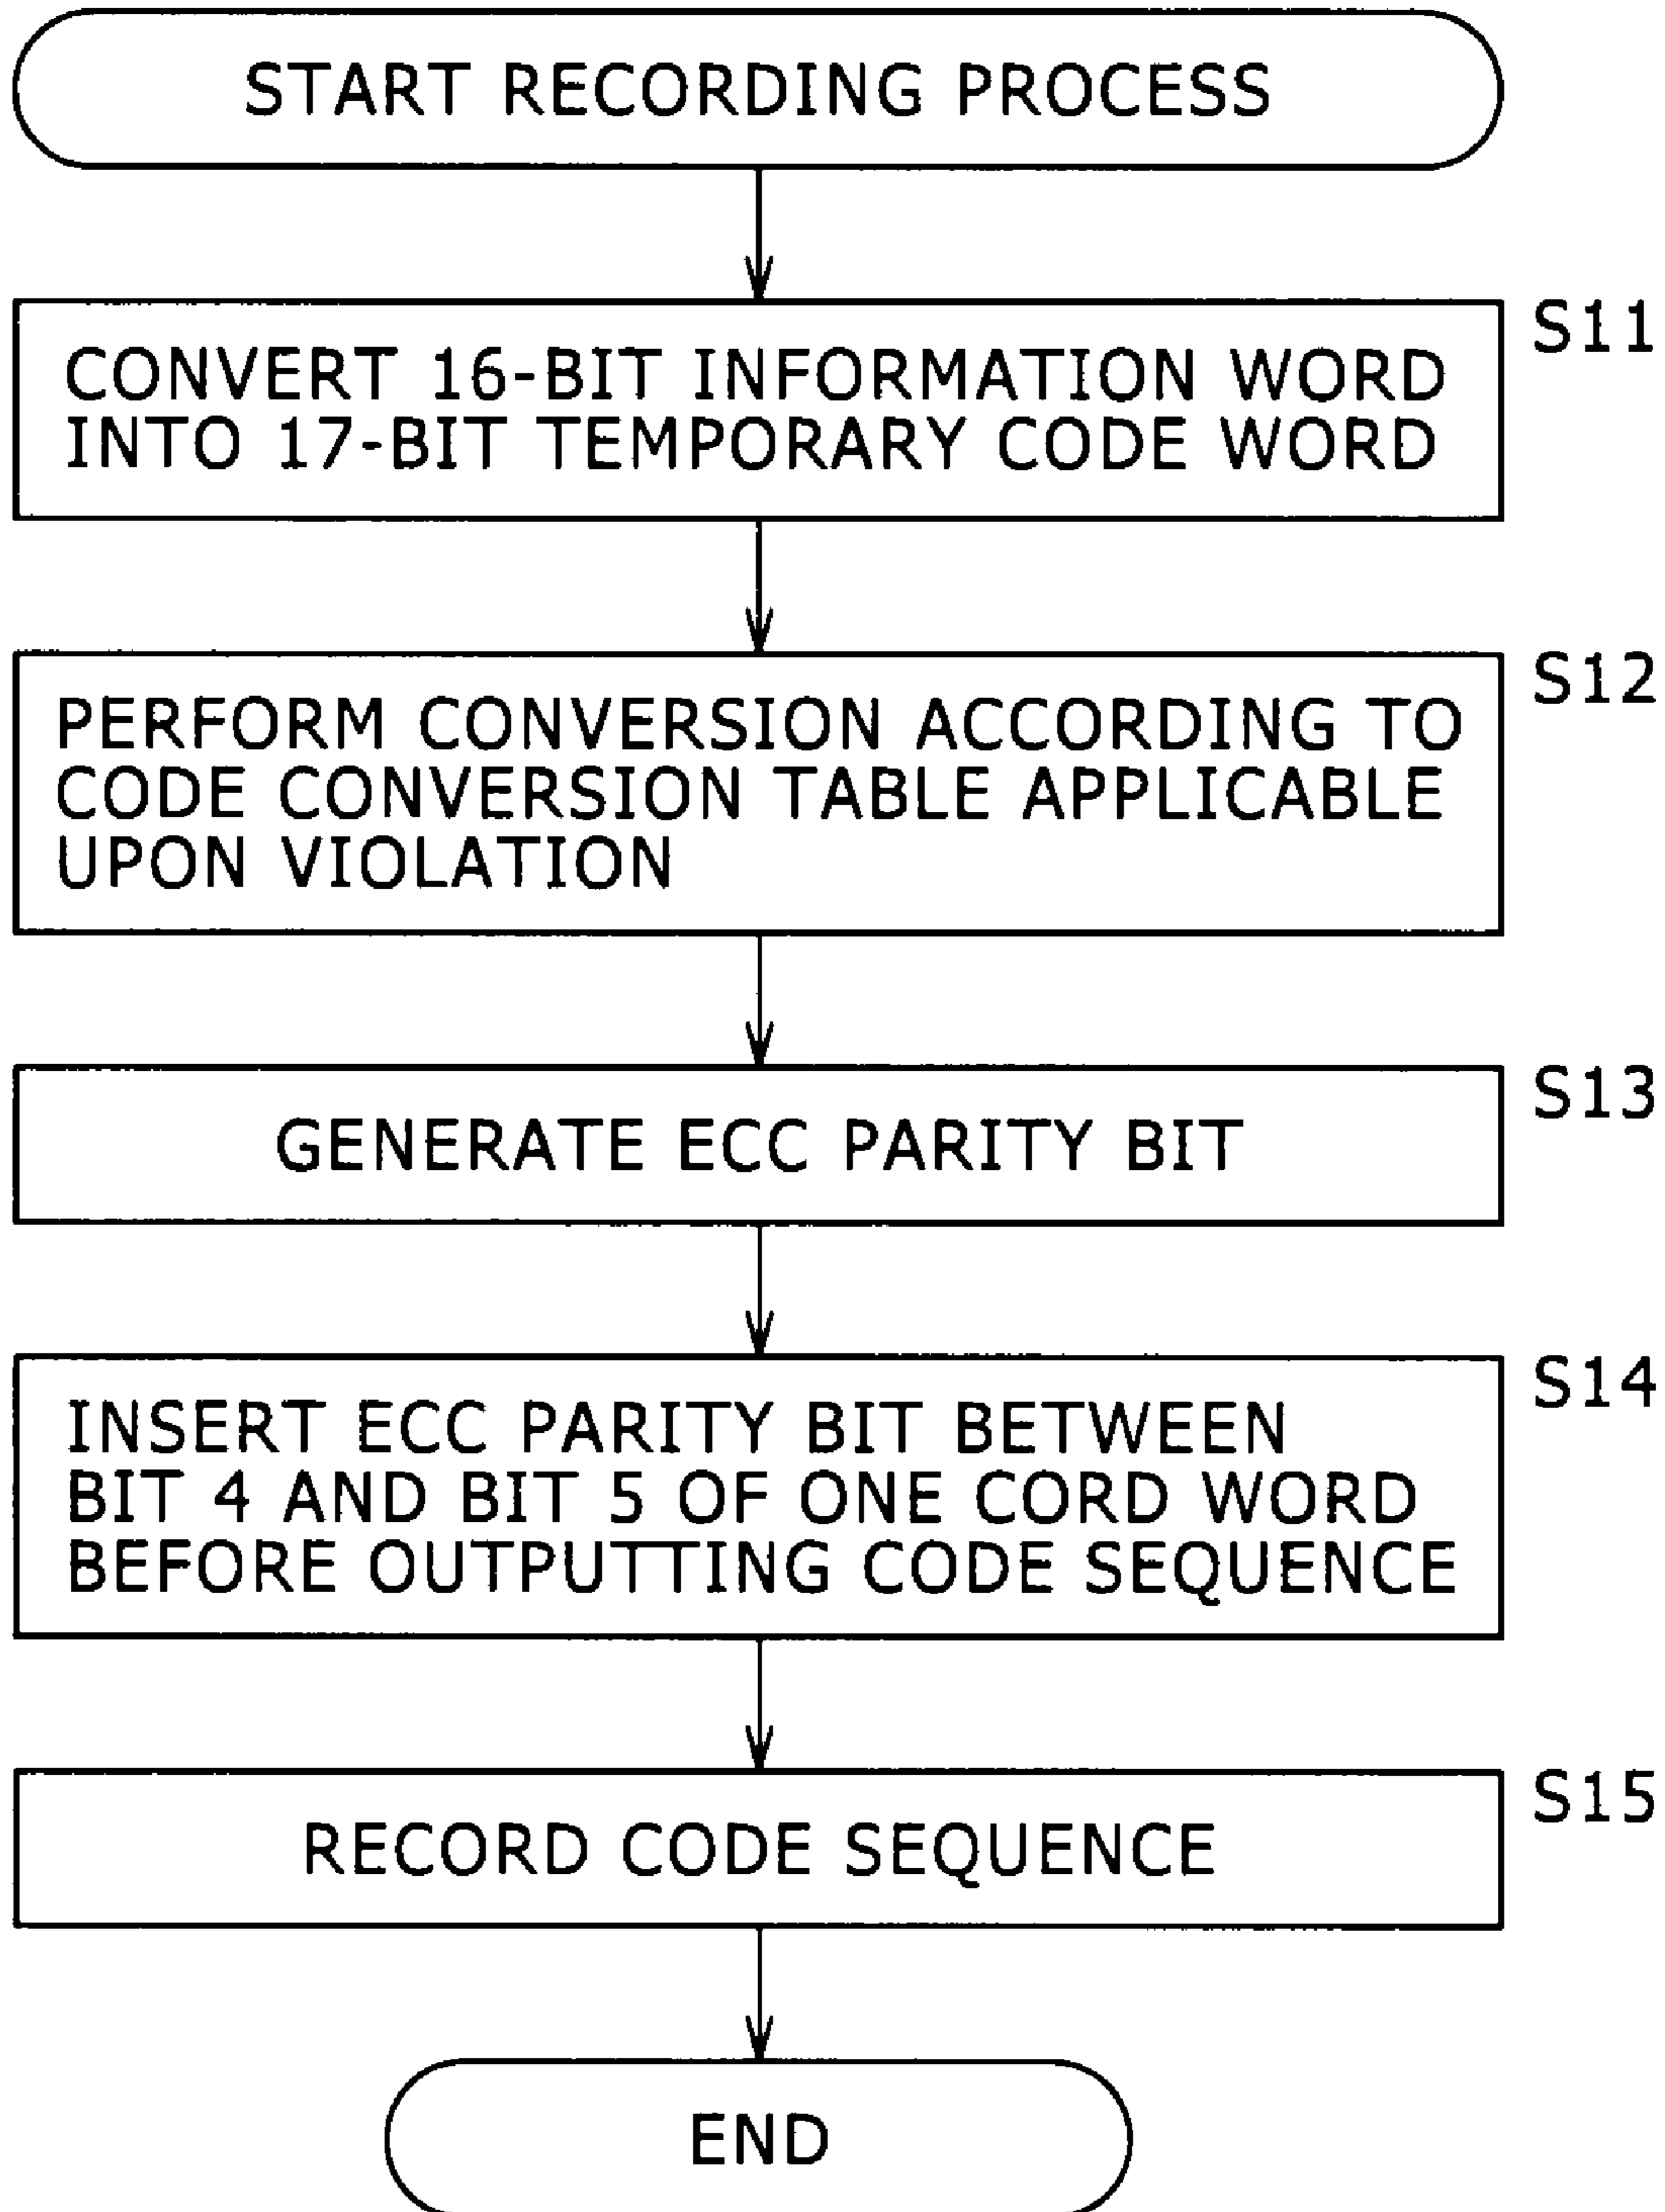 START RECORDING PROCESS
S11
CONVERT 16-BIT INFORMATION WORD
INTO 17-BIT TEMPORARY CODE WORD
S12
PERFORM CONVERSION ACCORDING TO
CODE CONVERSION TABLE APPLICABLE
UPON VIOLATION
S13
GENERATE ECC PARITY BIT
S14
INSERT ECC PARITY BIT BETWEEN
BIT 4 AND BIT 5 OF ONE CORD WORD
BEFORE OUTPUTTING CODE SEQUENCE
S15
RECORD CODE SEQUENCE
END